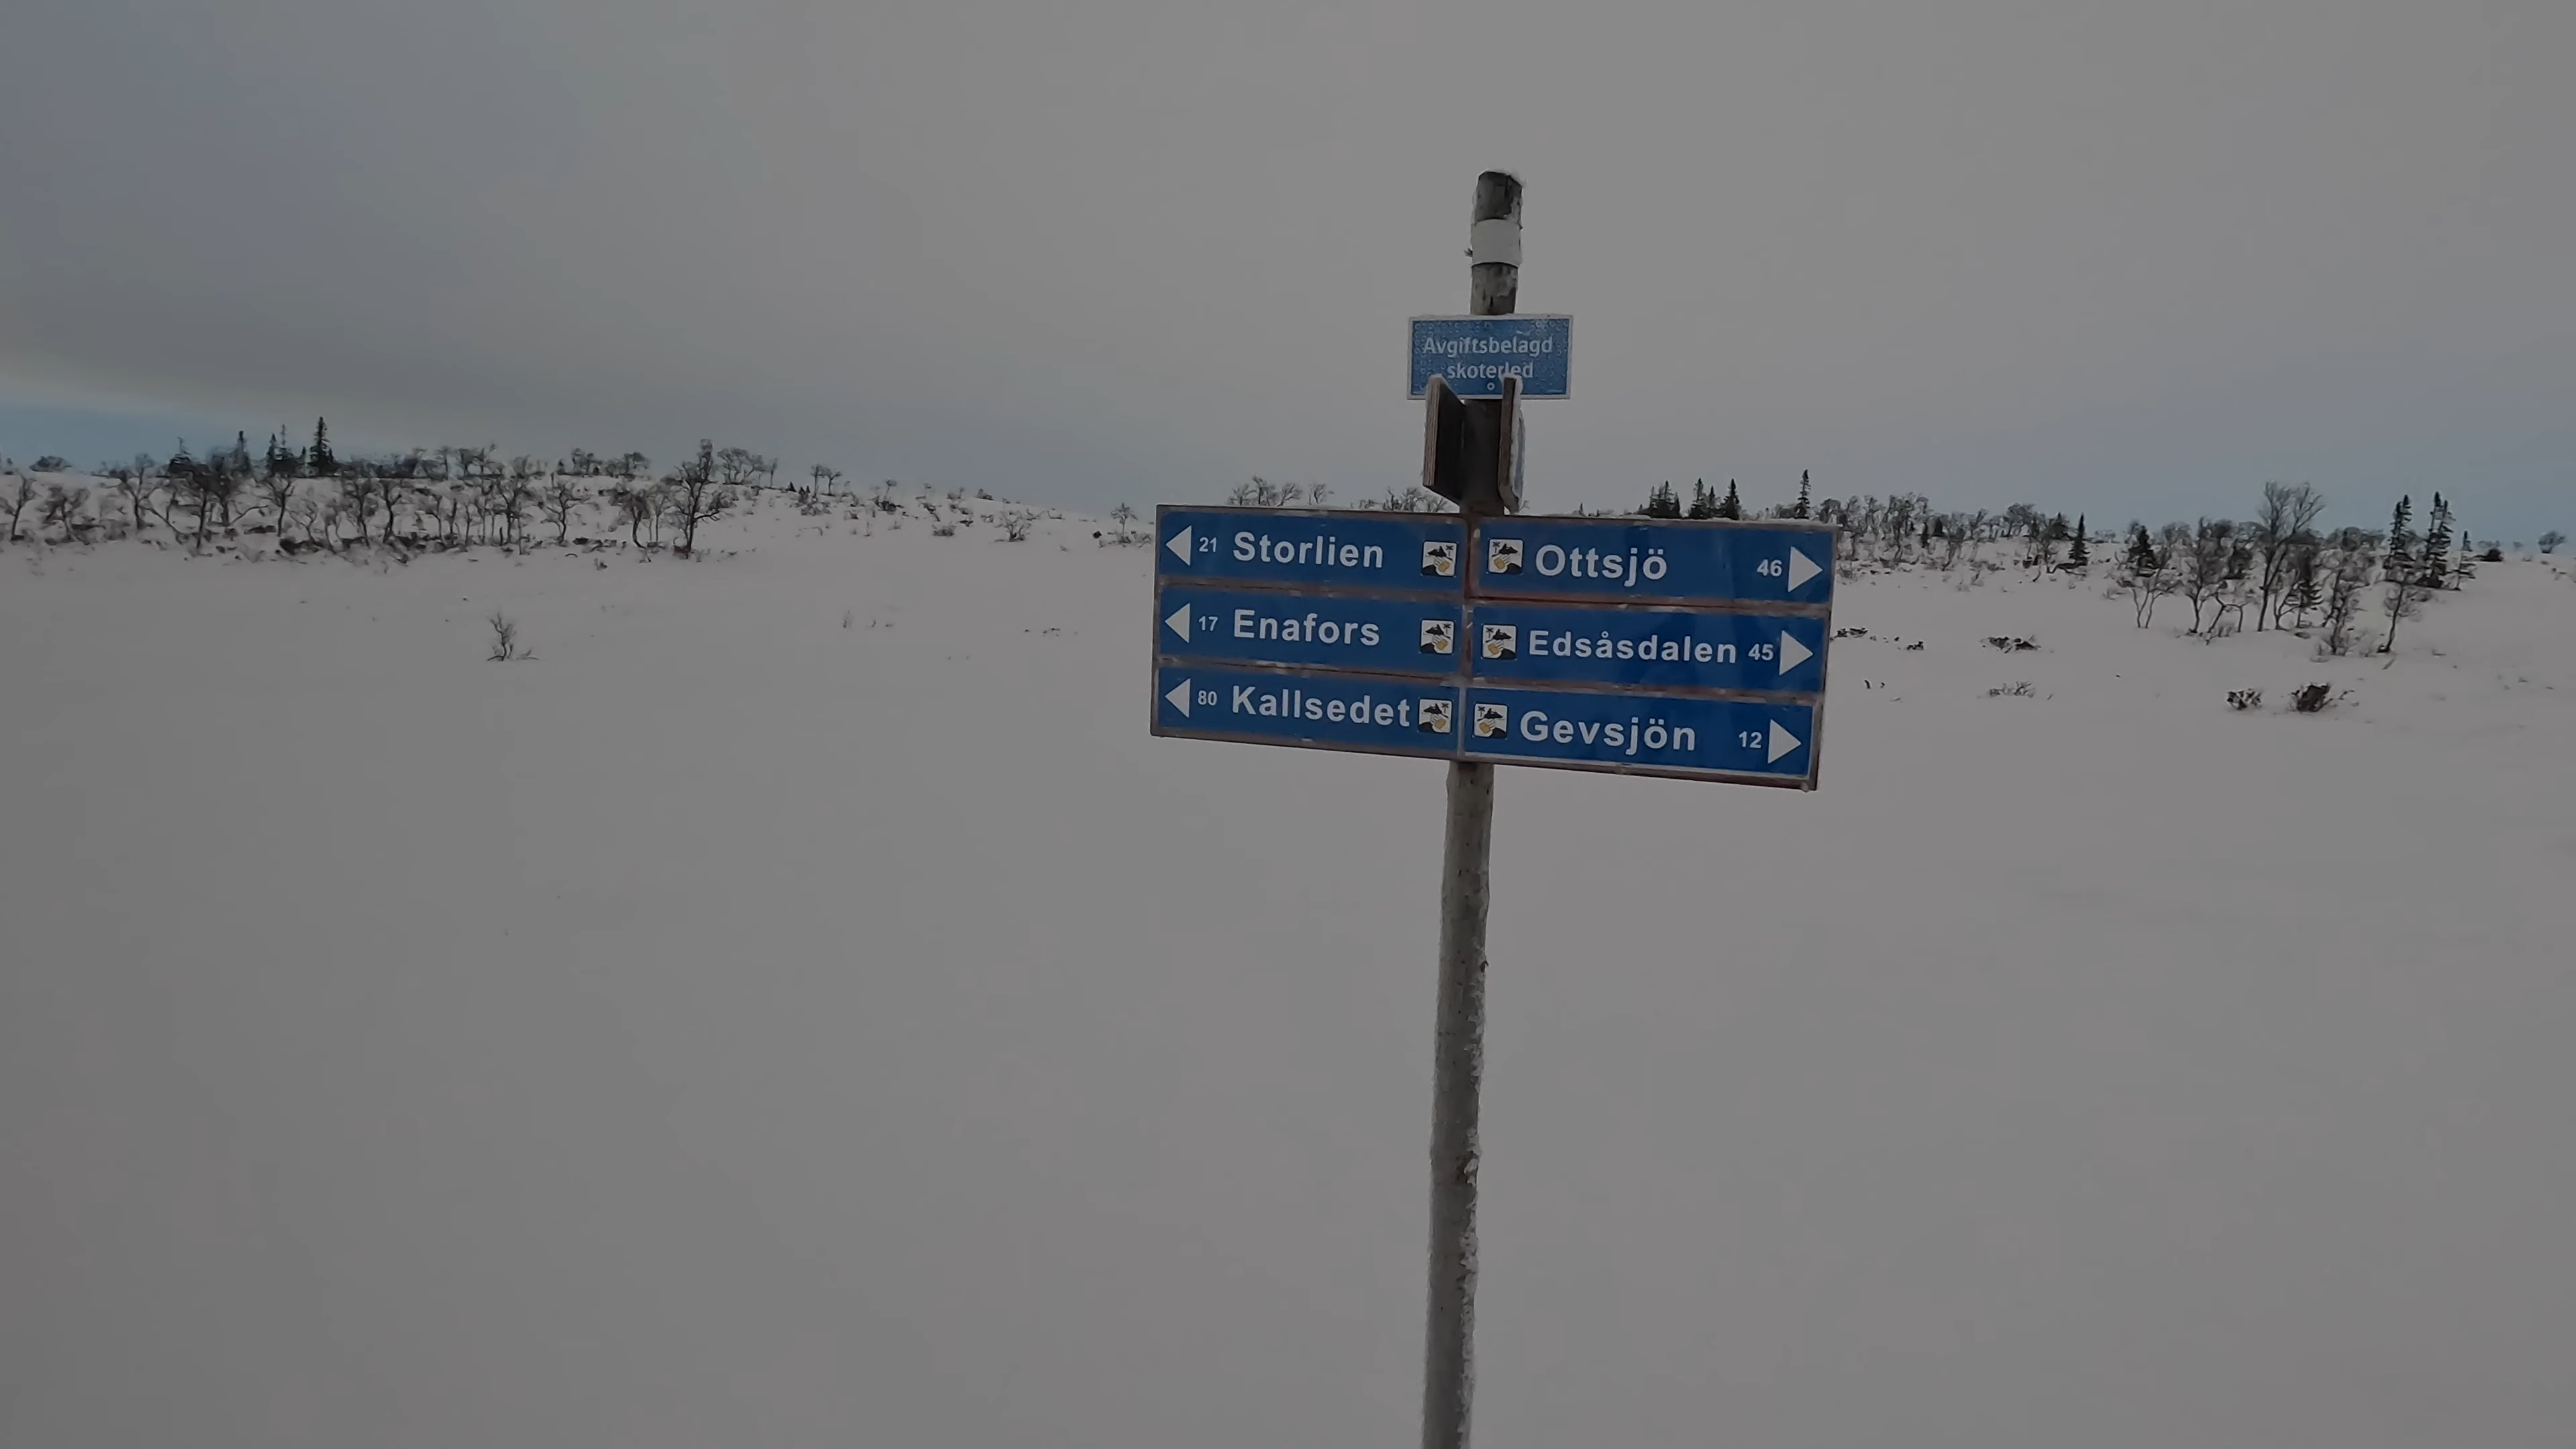 Avgiftsbelagd
skoterled
21 Storlien
17 Enafors
80 Kallsedet
Ottsjö 46
Edsåsdalen 45
Gevsjön 12